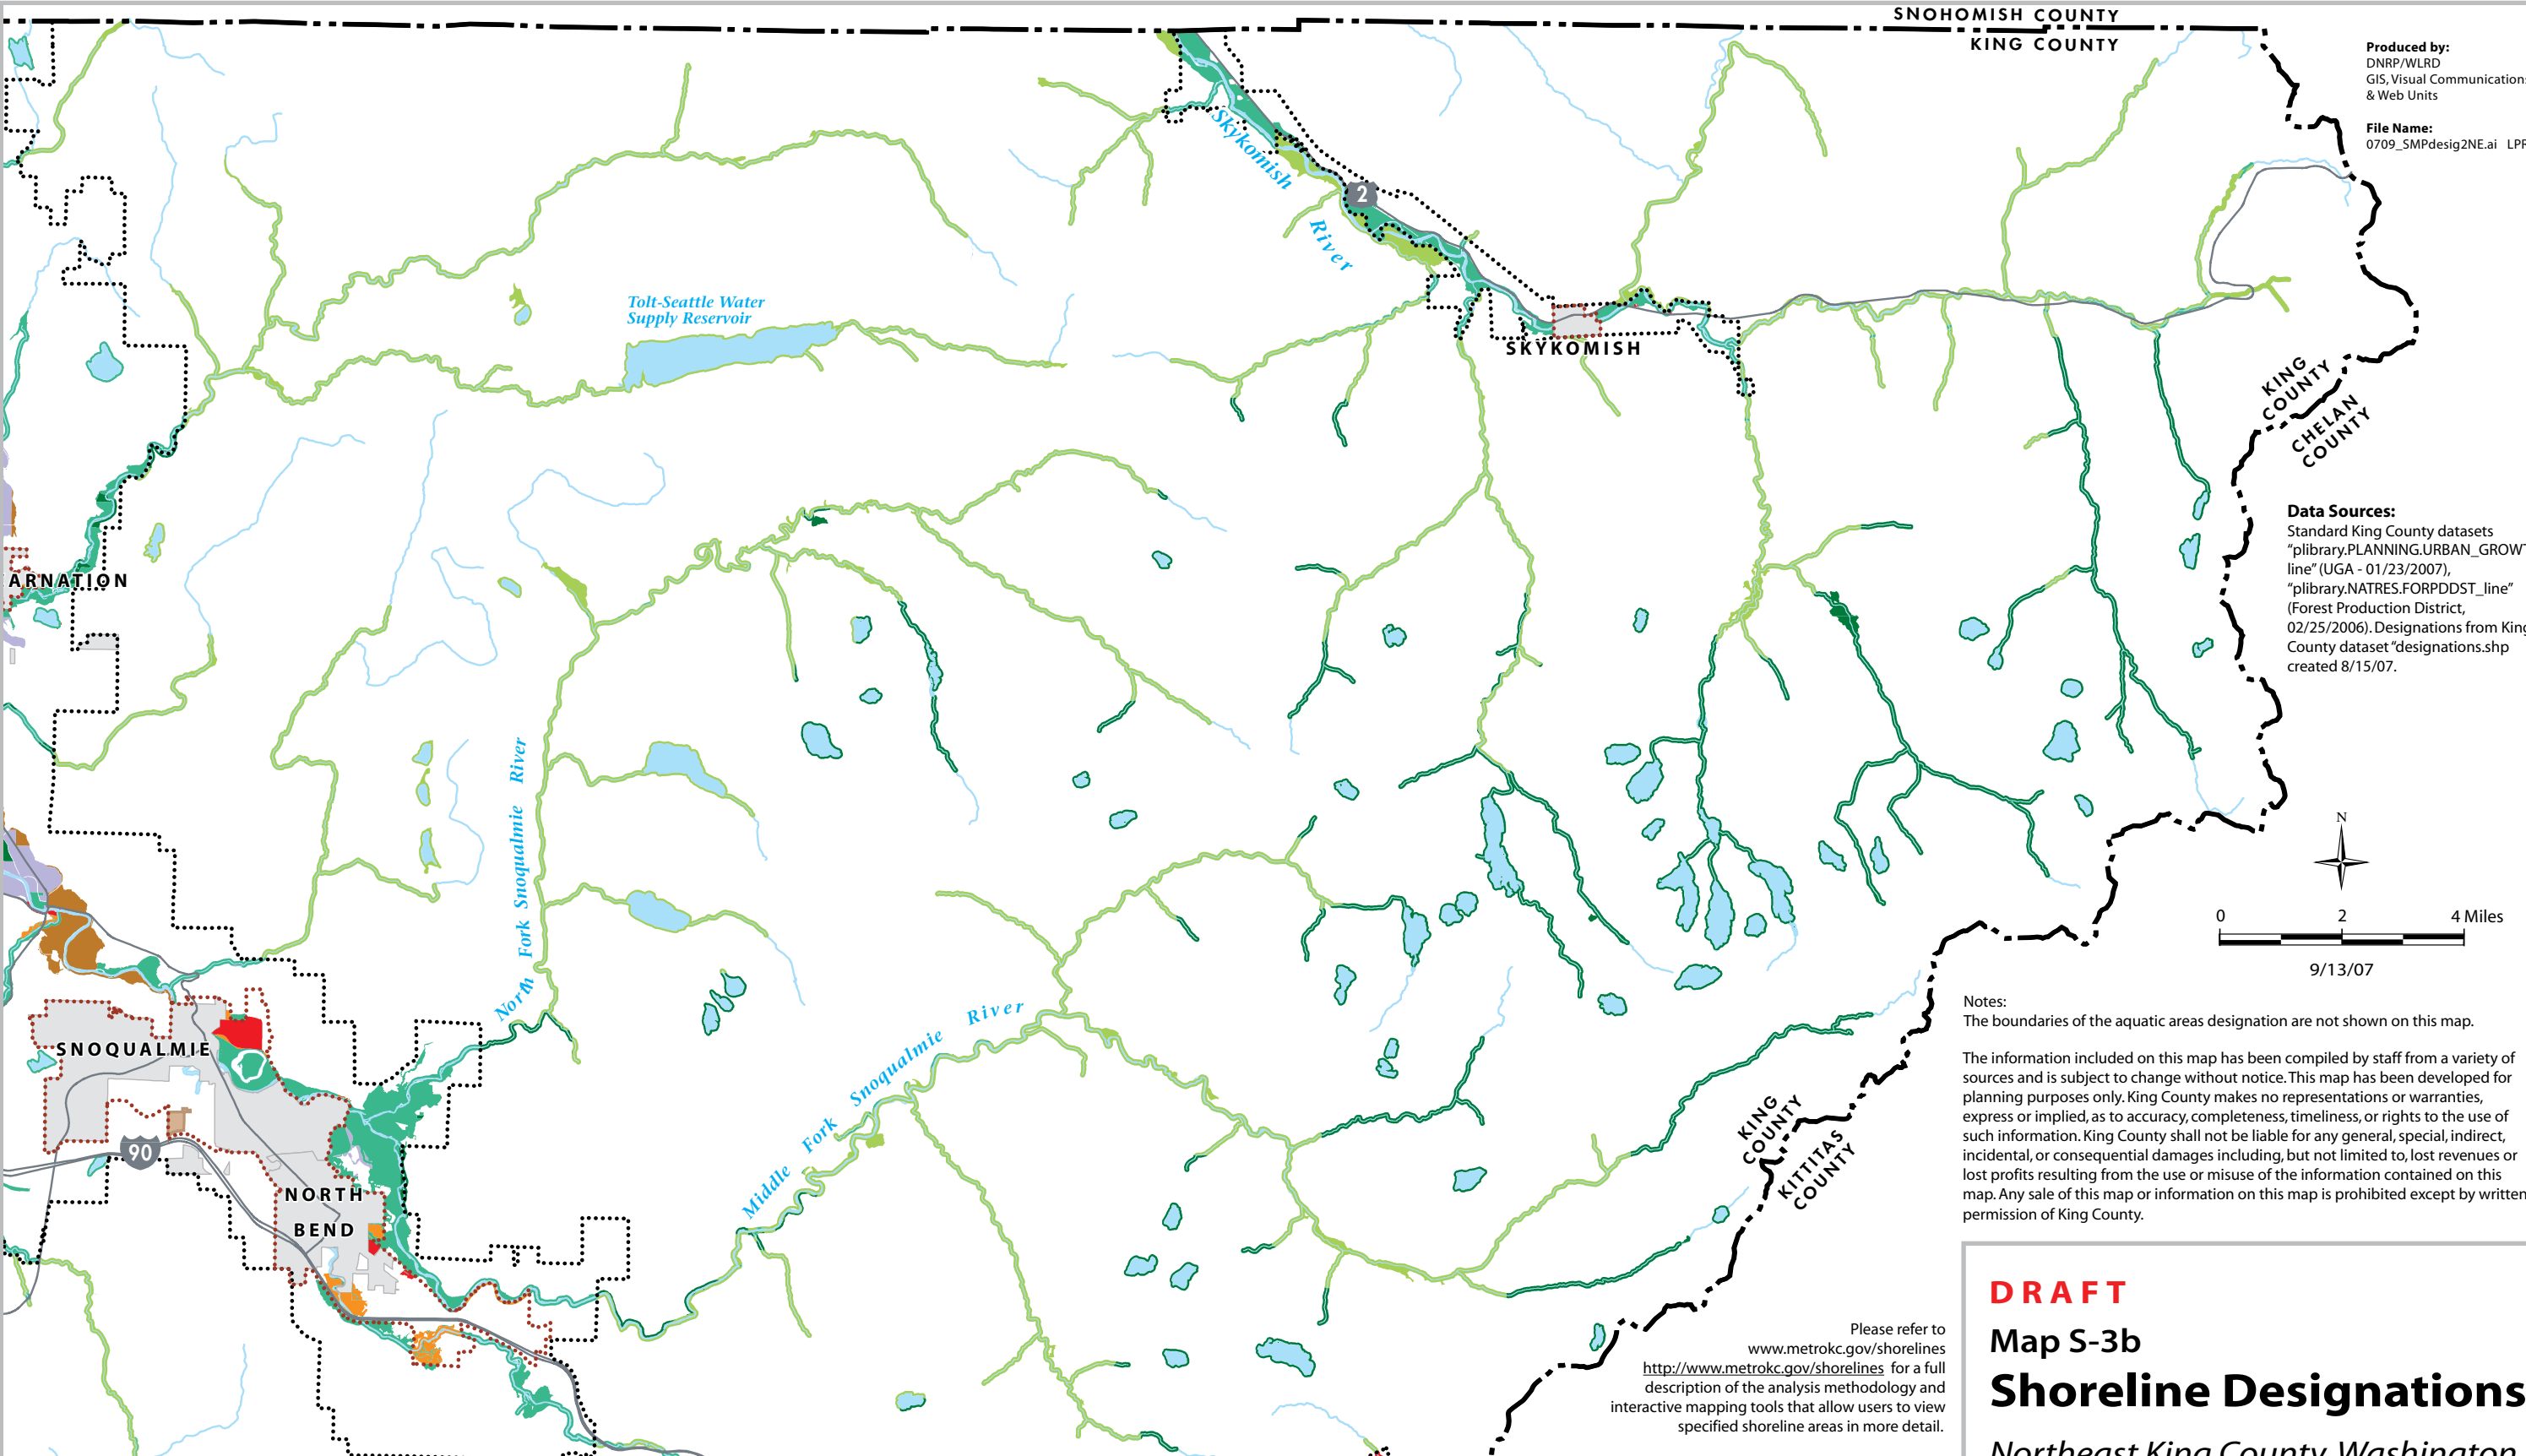 SNOHOMISH COUNTY
KING COUNTY
Produced by:
DNRP/WLRD
GIS, Visual Communication
& Web Units
File Name:
0709_SMPdesig2NE.ai LPR
Skykomish
River
2
Tolt-Seattle Water
Supply Reservoir
SKYKOMISH
KING
COUNTY
CHELAN
COUNTY
Data Sources:
Standard King County datasets
“plibrary.PLANNING.URBAN_GROWT
line” (UGA - 01/23/2007),
“plibrary.NATRES.FORPDDST_line”
(Forest Production District,
02/25/2006). Designations from King
County dataset “designations.shp
created 8/15/07.
ARNATION
North Fork Snoqualmie River
N
0 2 4 Miles
9/13/07
Notes:
The boundaries of the aquatic areas designation are not shown on this map.
The information included on this map has been compiled by staff from a variety of
sources and is subject to change without notice. This map has been developed for
planning purposes only. King County makes no representations or warranties,
express or implied, as to accuracy, completeness, timeliness, or rights to the use of
such information. King County shall not be liable for any general, special, indirect,
incidental, or consequential damages including, but not limited to, lost revenues or
lost profits resulting from the use or misuse of the information contained on this
map. Any sale of this map or information on this map is prohibited except by written
permission of King County.
SNOQUALMIE
Middle Fork Snoqualmie River
90
NORTH
BEND
KING
COUNTY
KITTITAS
COUNTY
Please refer to
www.metrokc.gov/shorelines
http://www.metrokc.gov/shorelines for a full
description of the analysis methodology and
interactive mapping tools that allow users to view
specified shoreline areas in more detail.
DRAFT
Map S-3b
Shoreline Designations
Northeast King County, Washington